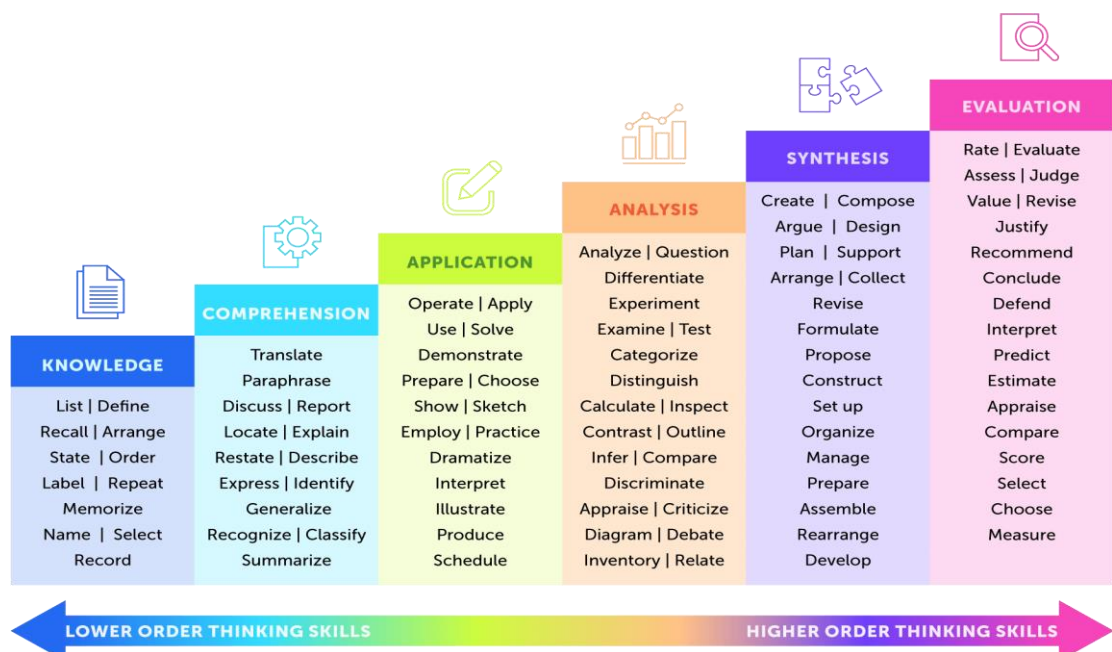 KNOWLEDGE
List | Define
Recall | Arrange
State | Order
Label | Repeat
Memorize
Name | Select
Record
COMPREHENSION
Translate
Paraphrase
Discuss | Report
Locate | Explain
Restate | Describe
Express | Identify
Generalize
Recognize | Classify
Summarize
APPLICATION
Operate | Apply
Use | Solve
Demonstrate
Prepare | Choose
Show | Sketch
Employ | Practice
Dramatize
Interpret
Illustrate
Produce
Schedule
ANALYSIS
Analyze | Question
Differentiate
Experiment
Examine | Test
Categorize
Distinguish
Calculate | Inspect
Contrast | Outline
Infer | Compare
Discriminate
Appraise | Criticize
Diagram | Debate
Inventory | Relate
SYNTHESIS
Create | Compose
Argue | Design
Plan | Support
Arrange | Collect
Revise
Formulate
Propose
Construct
Set up
Organize
Manage
Prepare
Assemble
Rearrange
Develop
EVALUATION
Rate | Evaluate
Assess | Judge
Value | Revise
Justify
Recommend
Conclude
Defend
Interpret
Predict
Estimate
Appraise
Compare
Score
Select
Choose
Measure
LOWER ORDER THINKING SKILLS
HIGHER ORDER THINKING SKILLS